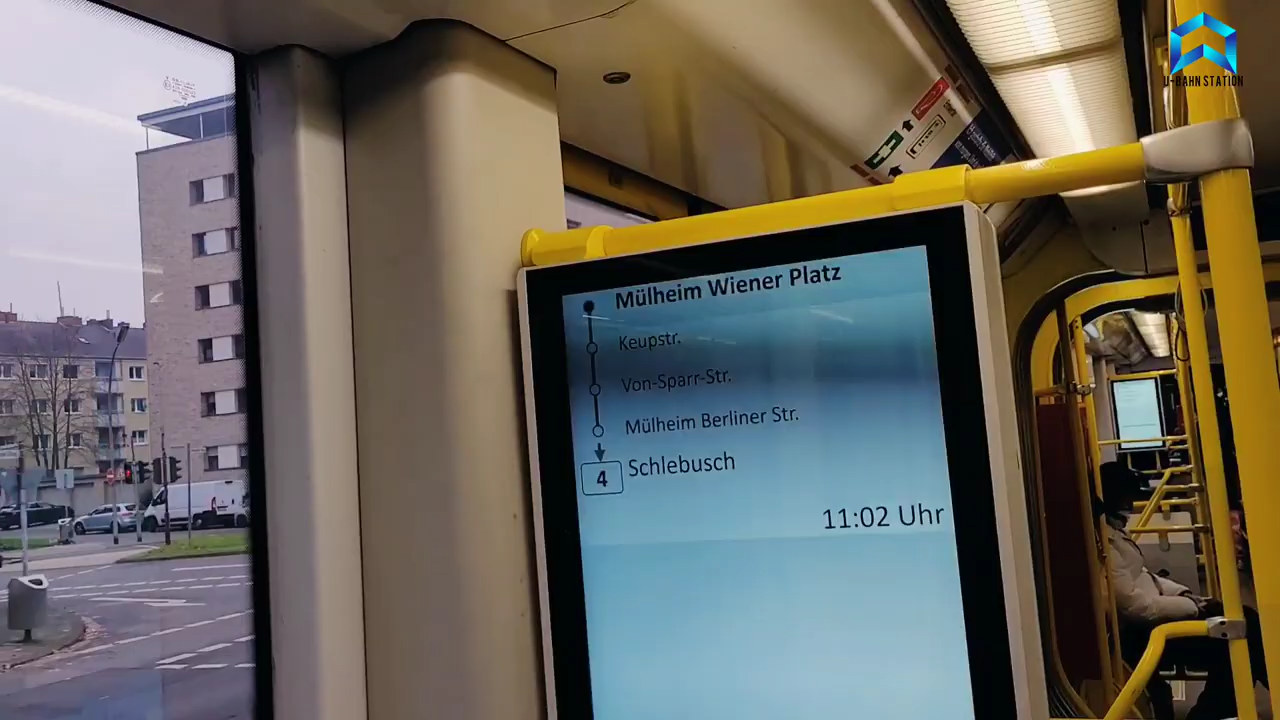 U-BAHN STATION
Mülheim Wiener Platz
Keupstr.
Von-Sparr-Str.
Mülheim Berliner Str.
4 Schlebusch
11:02 Uhr